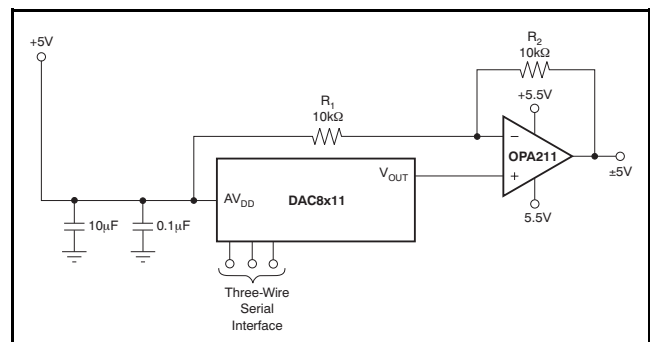 +5V
R2
10kΩ
R1
10kΩ
+5.5V
−
OPA211
+
±5V
5.5V
VOUT
AVDD
DAC8x11
10μF
0.1μF
Three-Wire
Serial
Interface